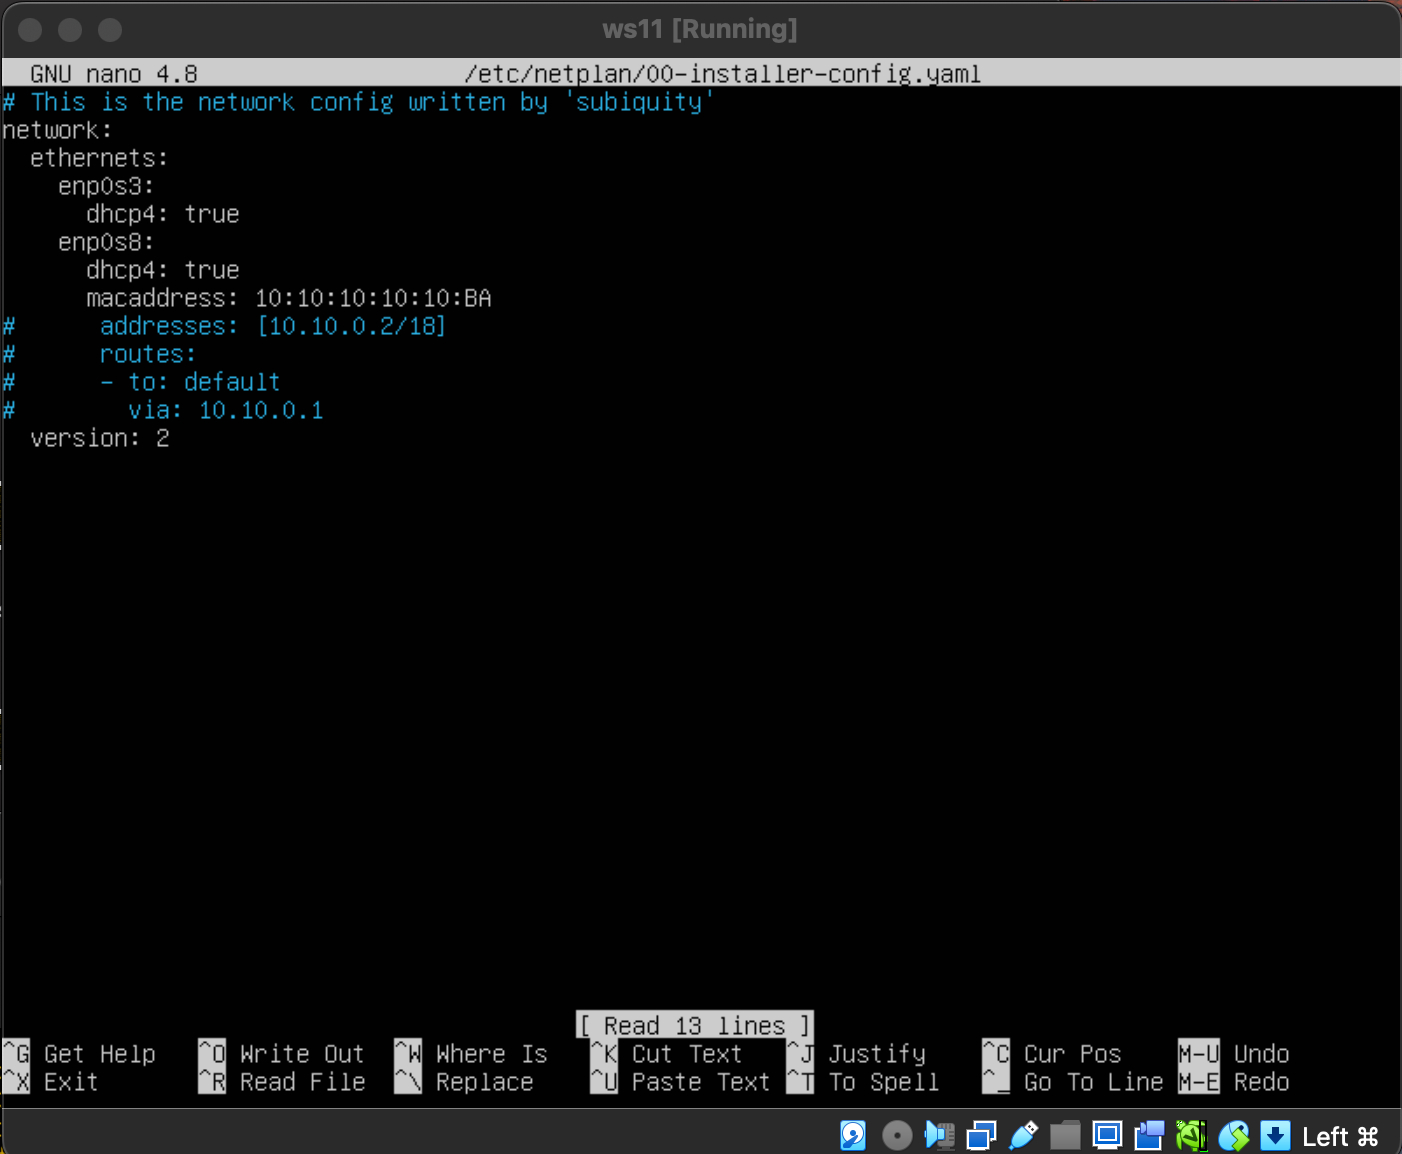 ws11 [Running]
GNU nano 4.8 /etc/netplan/00-installer-config.yaml
# This is the network config written by 'subiquity'
network:
  ethernets:
    enp0s3:
      dhcp4: true
    enp0s8:
      dhcp4: true
      macaddress: 10:10:10:10:10:BA
#      addresses: [10.10.0.2/18]
#      routes:
#      - to: default
#        via: 10.10.0.1
  version: 2
[ Read 13 lines ]
^G Get Help ^O Write Out ^W Where Is ^K Cut Text ^J Justify ^C Cur Pos M-U Undo
^X Exit ^R Read File ^\ Replace ^U Paste Text ^T To Spell ^_ Go To Line M-E Redo
Left ⌘